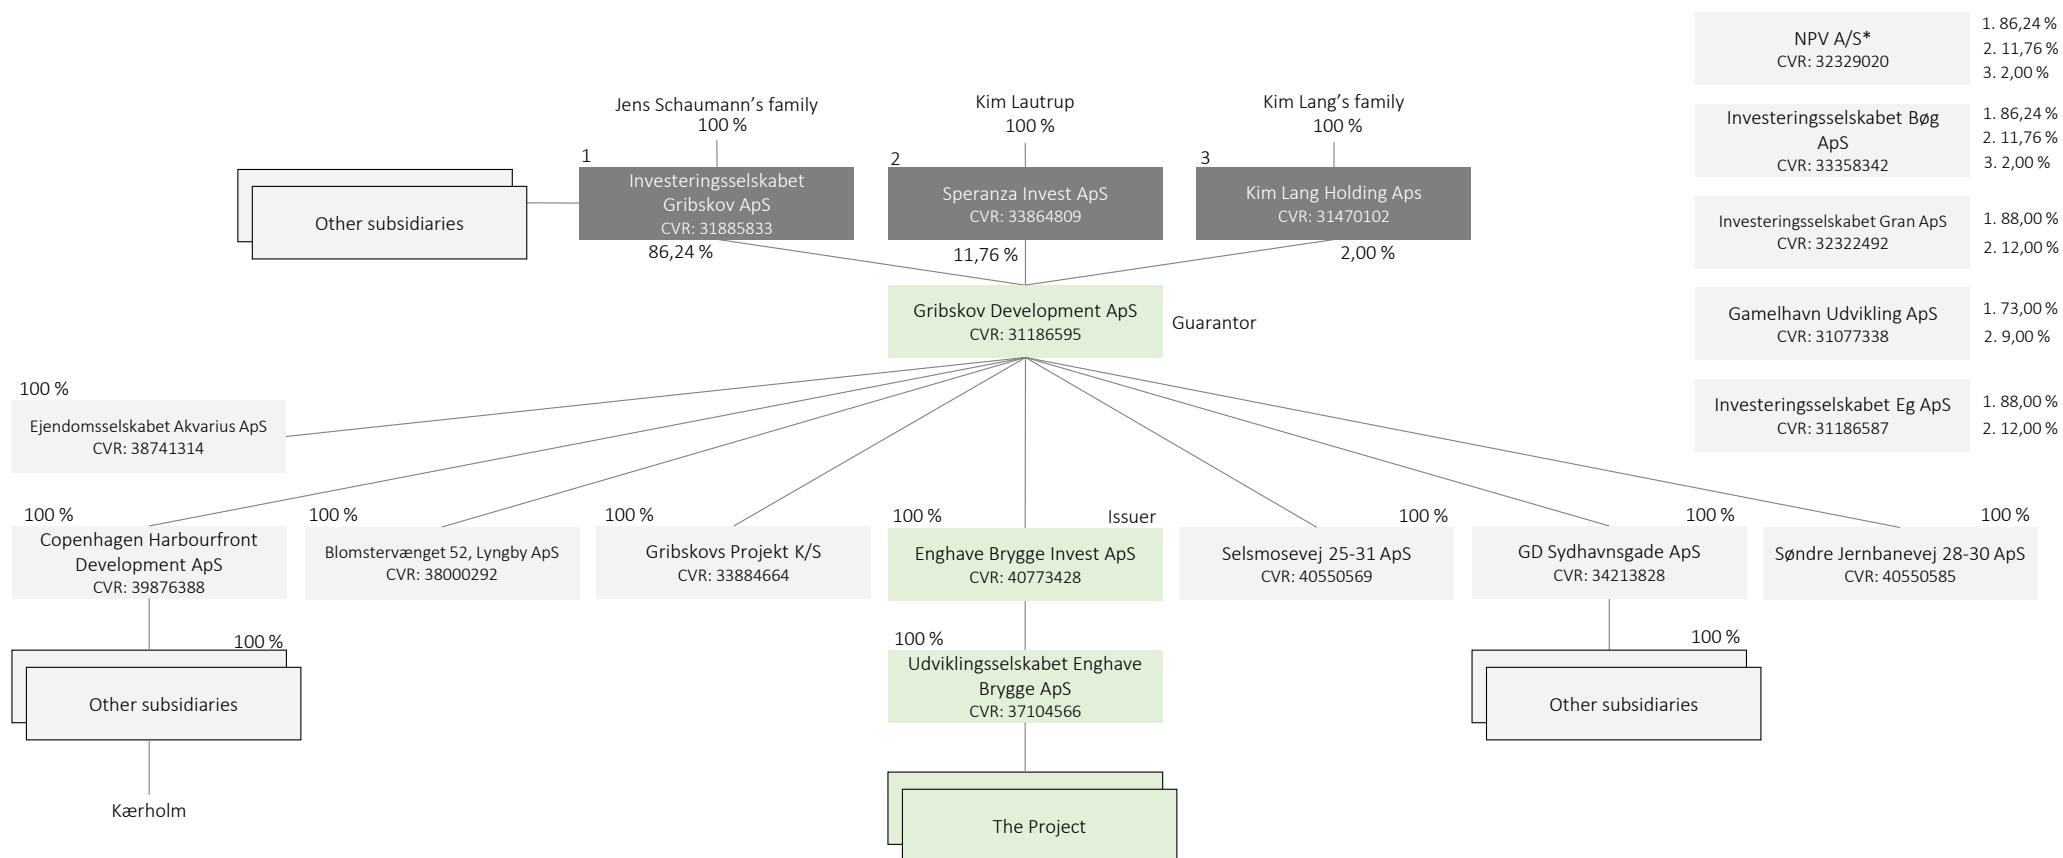 Jens Schaumann's family
100 %
Kim Lautrup
100 %
Kim Lang's family
100 %
Other subsidiaries
1
Investeringsselskabet
Gribskov ApS
CVR: 31885833
86,24 %
2
Speranza Invest ApS
CVR: 33864809
11,76 %
3
Kim Lang Holding Aps
CVR: 31470102
2,00 %
Gribskov Development ApS
CVR: 31186595
Guarantor
NPV A/S*
CVR: 32329020
1. 86,24 %
2. 11,76 %
3. 2,00 %
Investeringsselskabet Bøg
ApS
CVR: 33358342
1. 86,24 %
2. 11,76 %
3. 2,00 %
Investeringsselskabet Gran ApS
CVR: 32322492
1. 88,00 %
2. 12,00 %
Gamelhavn Udvikling ApS
CVR: 31077338
1. 73,00 %
2. 9,00 %
Investeringsselskabet Eg ApS
CVR: 31186587
1. 88,00 %
2. 12,00 %
100 %
Ejendomsselskabet Akvarius ApS
CVR: 38741314
100 %
Copenhagen Harbourfront
Development ApS
CVR: 39876388
100 %
Blomstervænget 52, Lyngby ApS
CVR: 38000292
100 %
Gribskovs Projekt K/S
CVR: 33884664
100 %
Issuer
Enghave Brygge Invest ApS
CVR: 40773428
100 %
Selsmosevej 25-31 ApS
CVR: 40550569
100 %
GD Sydhavnsgade ApS
CVR: 34213828
100 %
Søndre Jernbanevej 28-30 ApS
CVR: 40550585
100 %
Other subsidiaries
Kærholm
100 %
Udviklingsselskabet Enghave
Brygge ApS
CVR: 37104566
The Project
100 %
Other subsidiaries